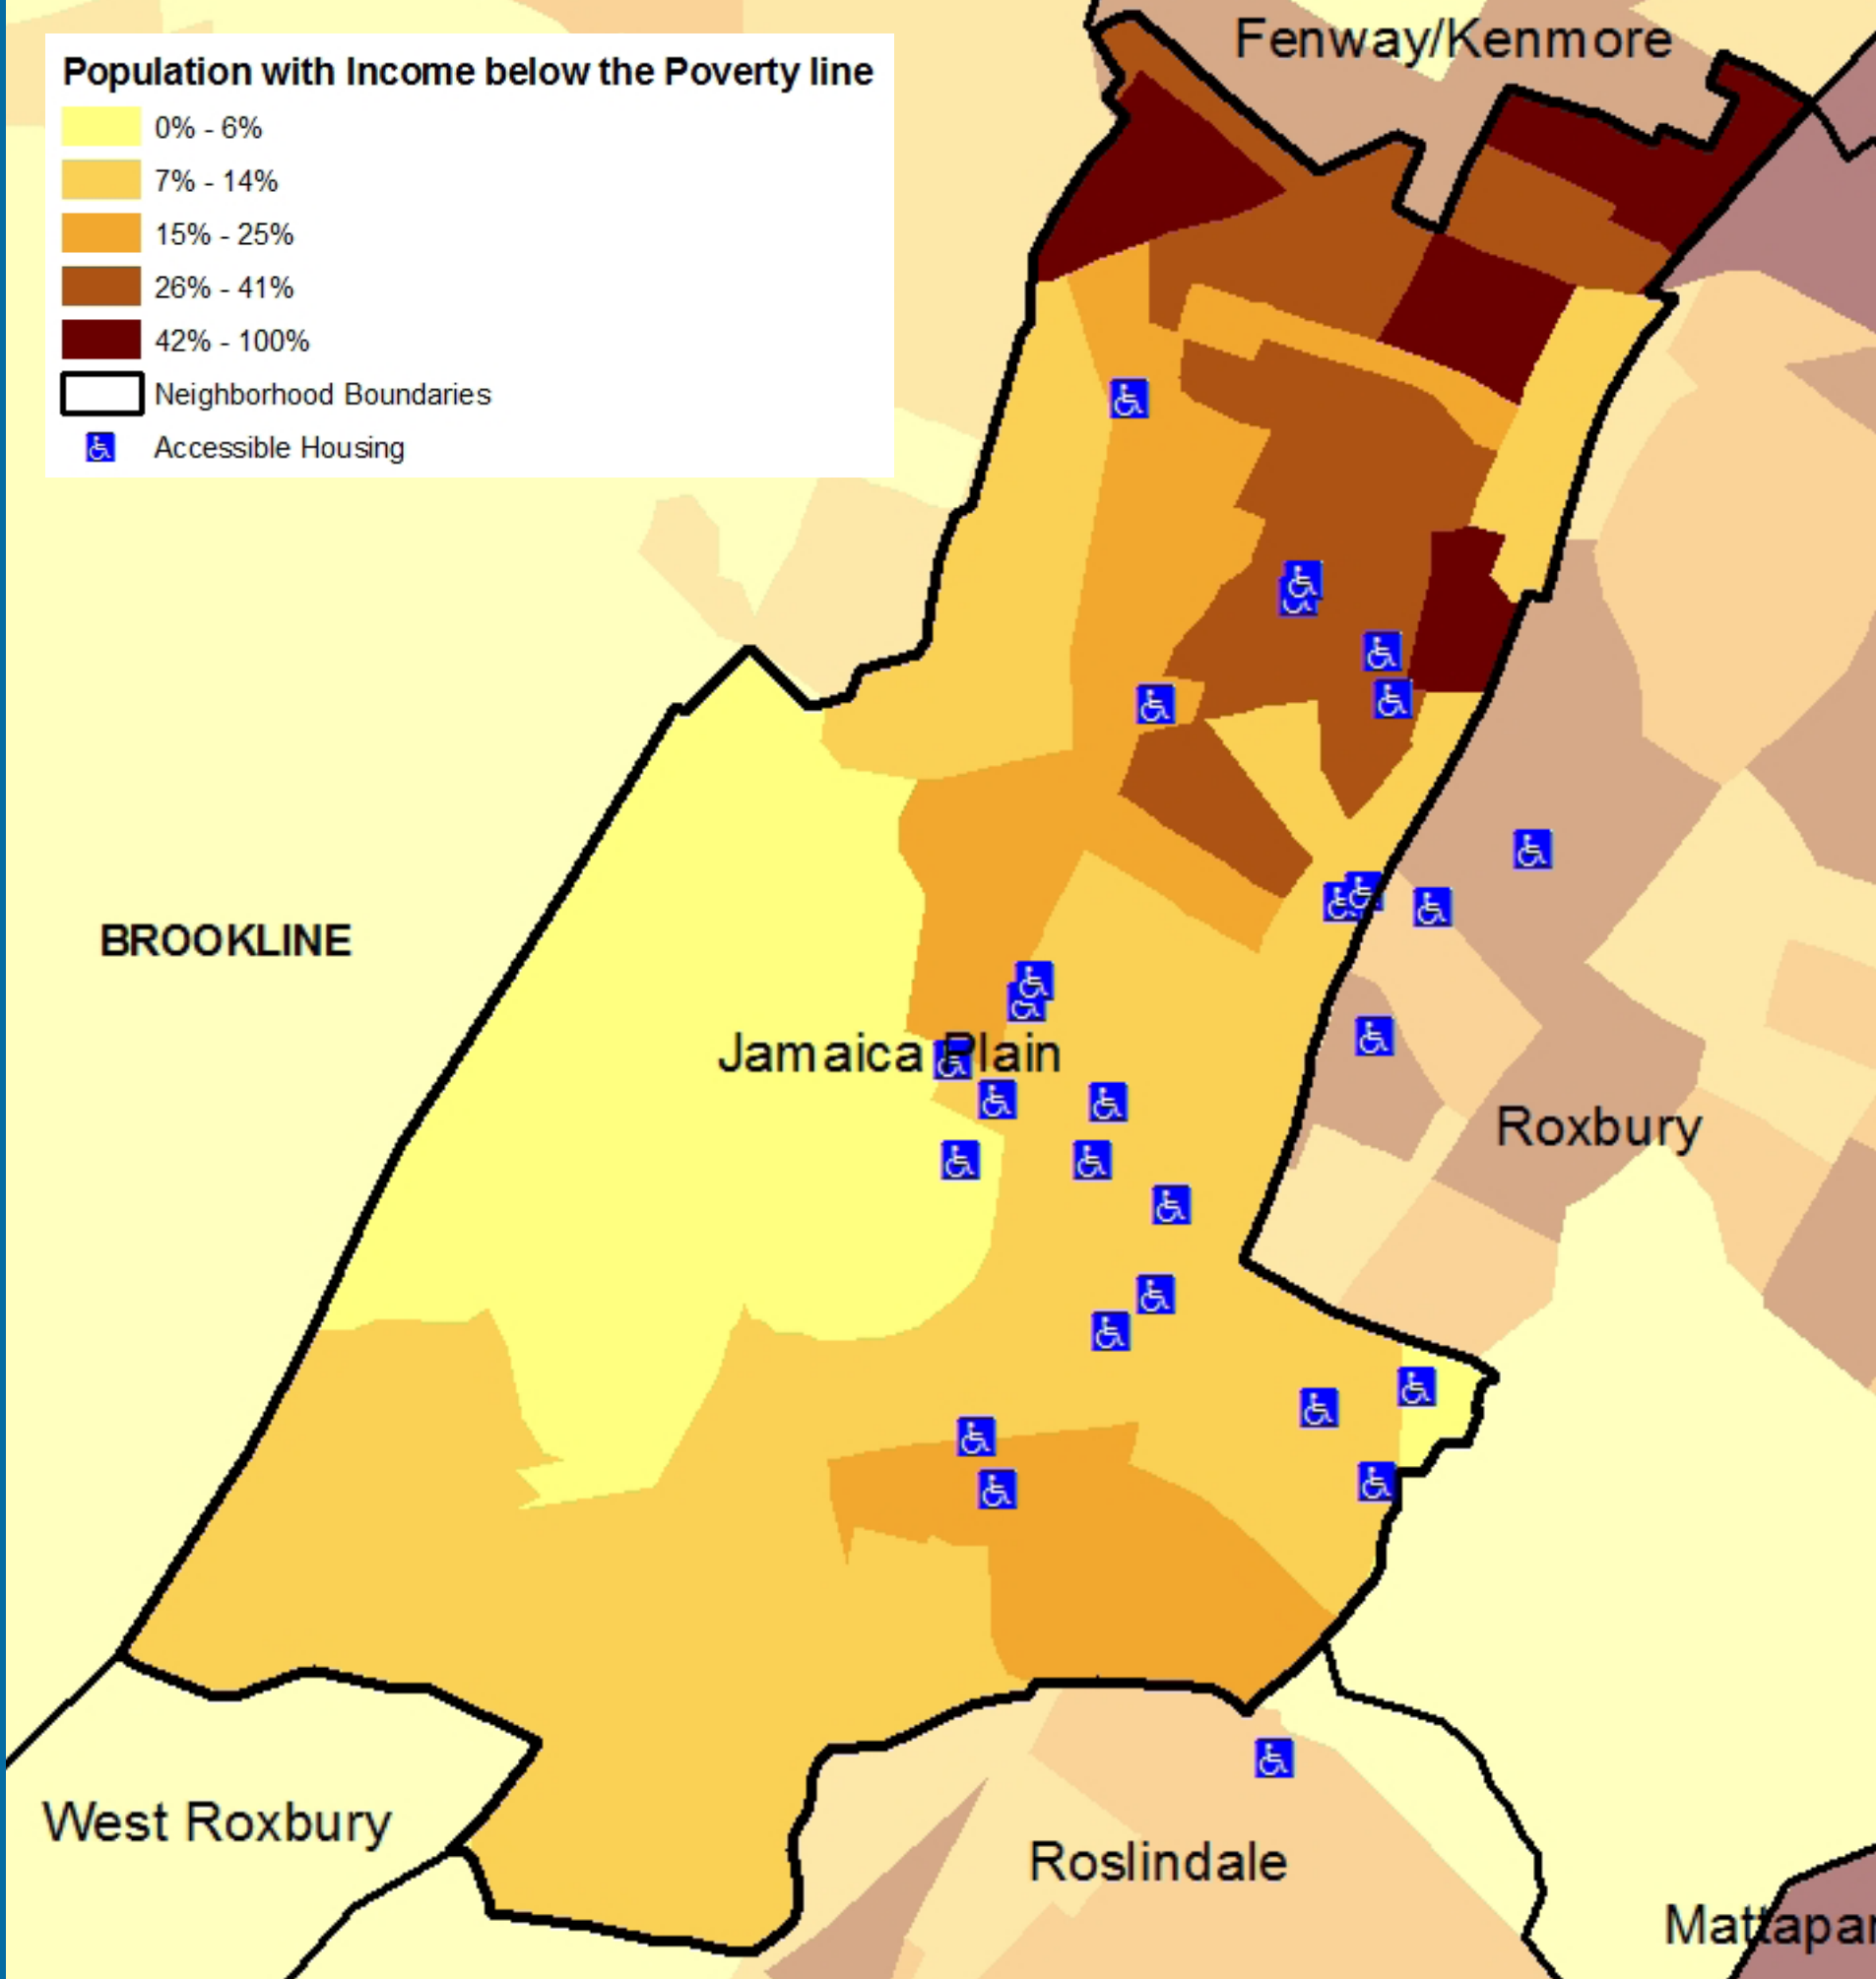 Population with Income below the Poverty line
0% - 6%
7% - 14%
15% - 25%
26% - 41%
42% - 100%
Neighborhood Boundaries
Accessible Housing
Fenway/Kenmore
BROOKLINE
Jamaica Plain
Roxbury
West Roxbury
Roslindale
Mattapan